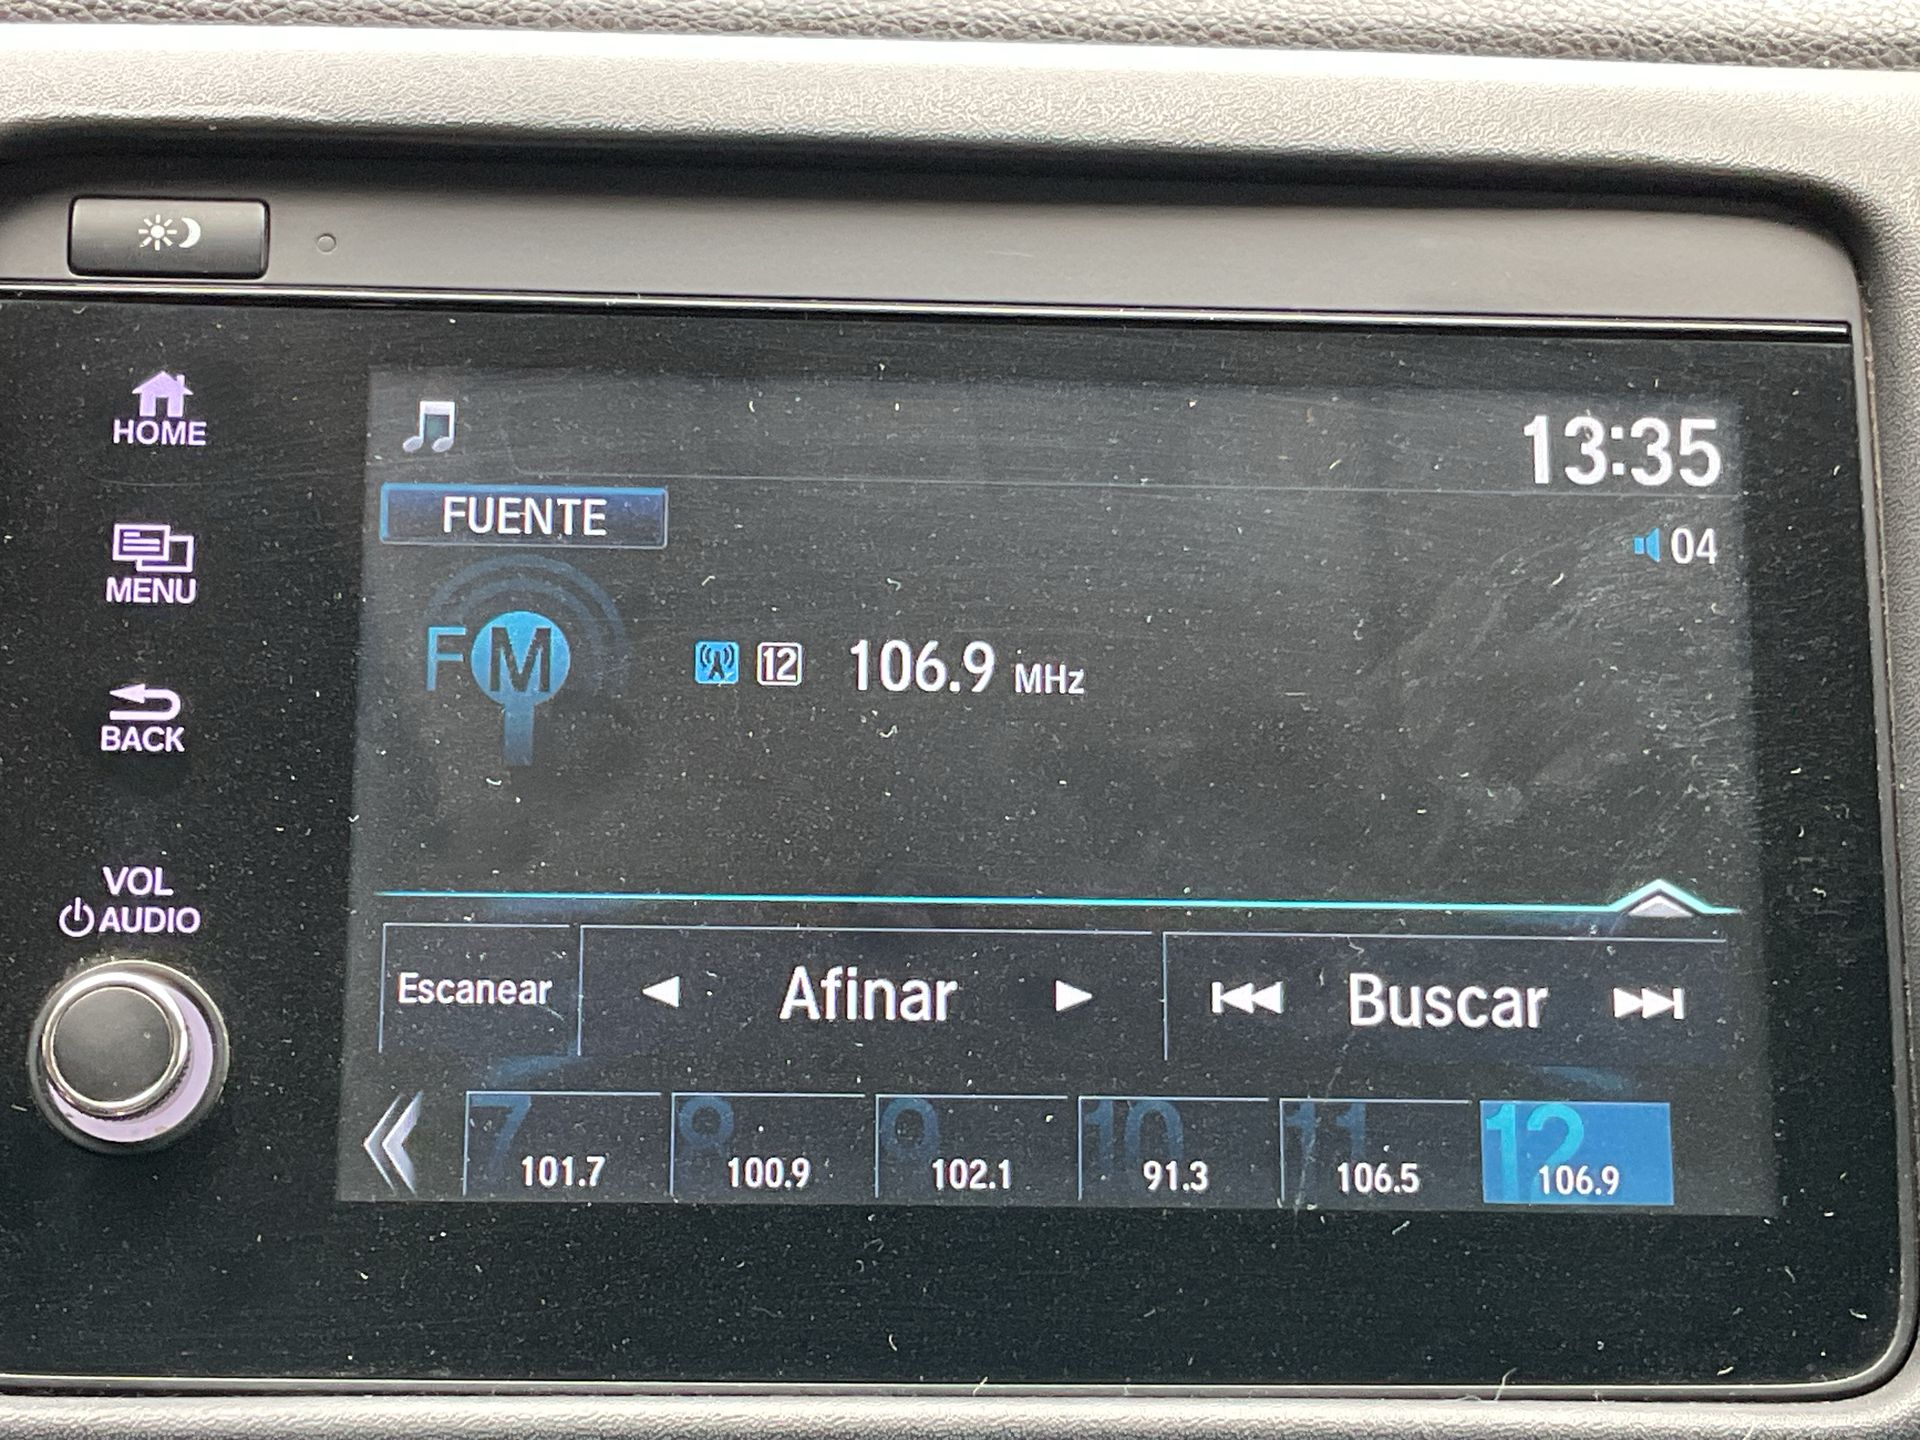 HOME
MENU
BACK
VOL
AUDIO
13:35
FUENTE
04
FM
12 106.9 MHz
Escanear Afinar Buscar
7 8 9 10 11 12
101.7 100.9 102.1 91.3 106.5 106.9